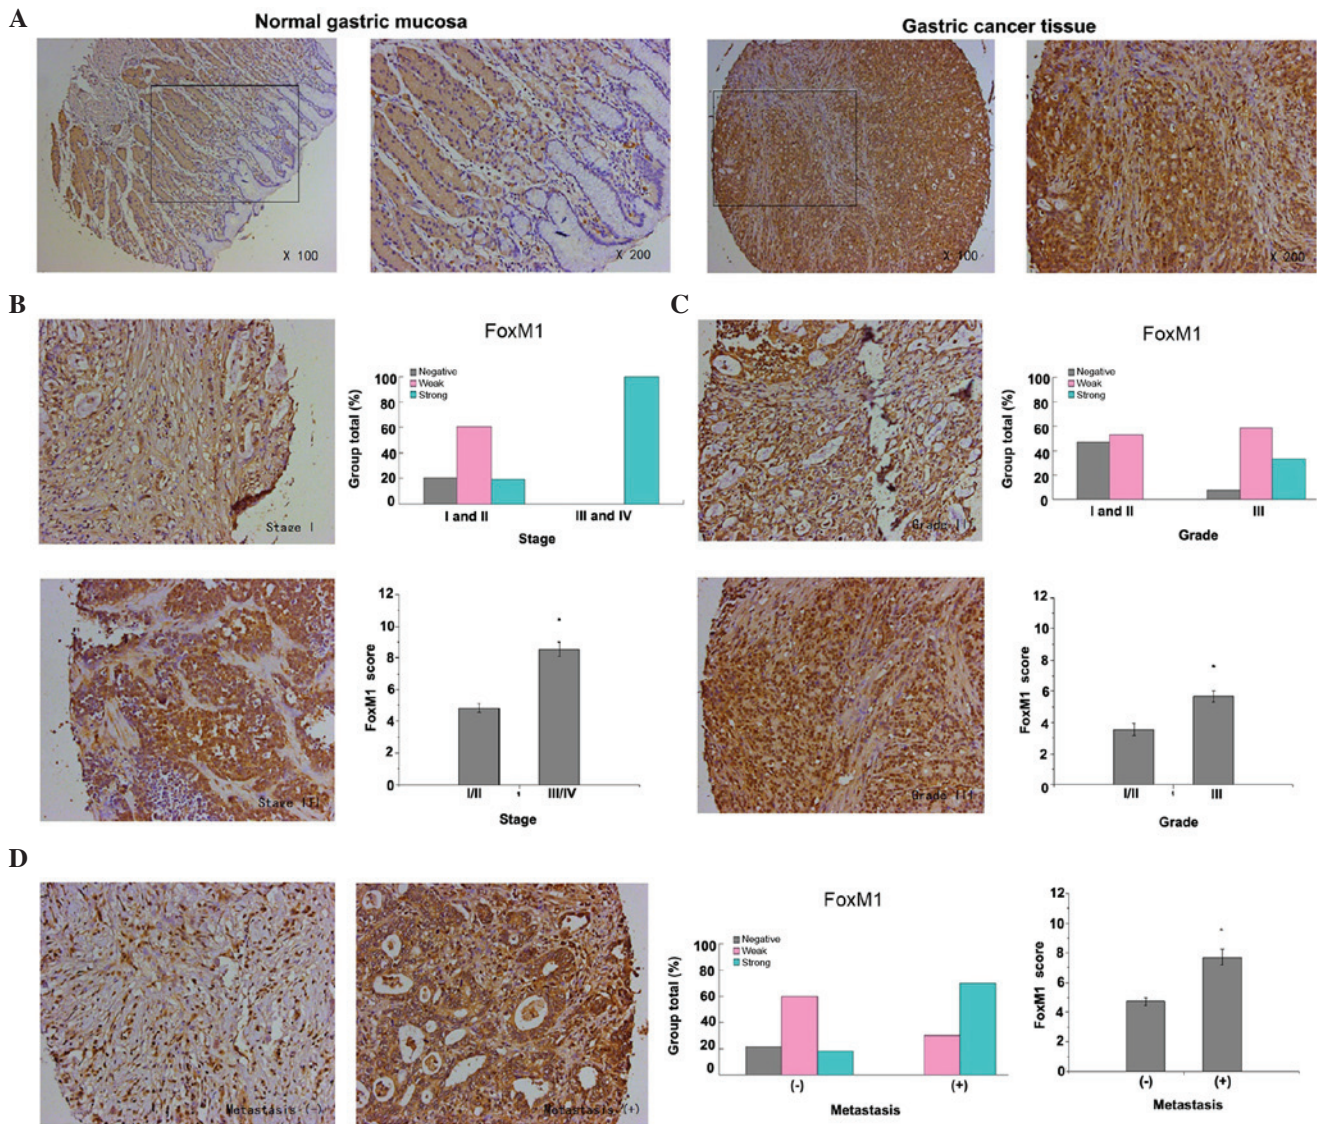 A
Normal gastric mucosa
Gastric cancer tissue
X 100
X 200
X 100
X 200
B
Stage I
FoxM1
Negative
Weak
Strong
Group total (%)
100
80
60
40
20
0
I and II
III and IV
Stage
C
Grade III
FoxM1
Negative
Weak
Strong
Group total (%)
100
80
60
40
20
0
I and II
III
Grade
Stage III
FoxM1 score
12
10
8
6
4
2
0
*
I/II
III/IV
Stage
Grade III
FoxM1 score
12
10
8
6
4
2
0
*
I/II
III
Grade
D
Metastasis (-)
Metastasis (+)
FoxM1
Negative
Weak
Strong
Group total (%)
100
80
60
40
20
0
(-)
(+)
Metastasis
FoxM1 score
12
10
8
6
4
2
0
*
(-)
(+)
Metastasis